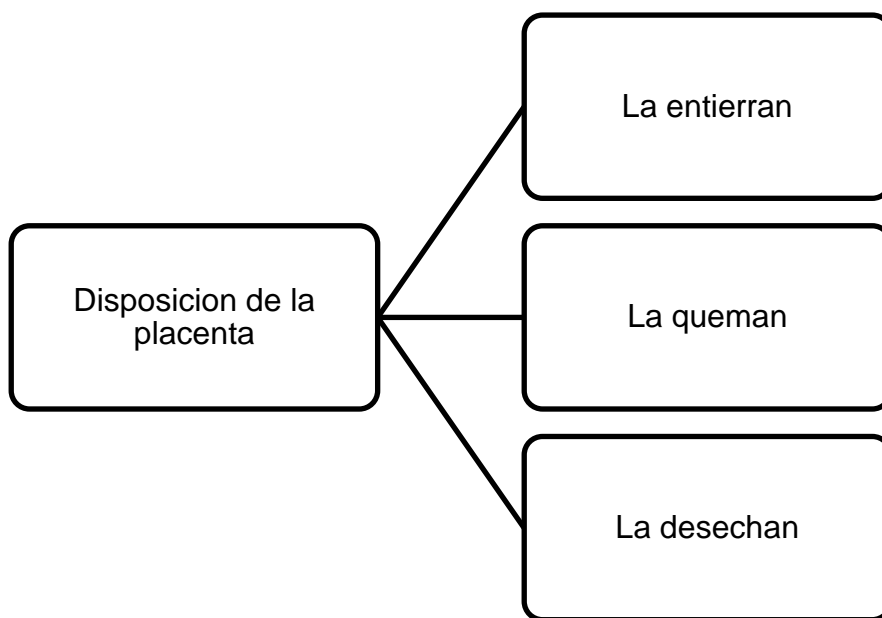 La entierran
Disposicion de la
placenta
La queman
La desechan